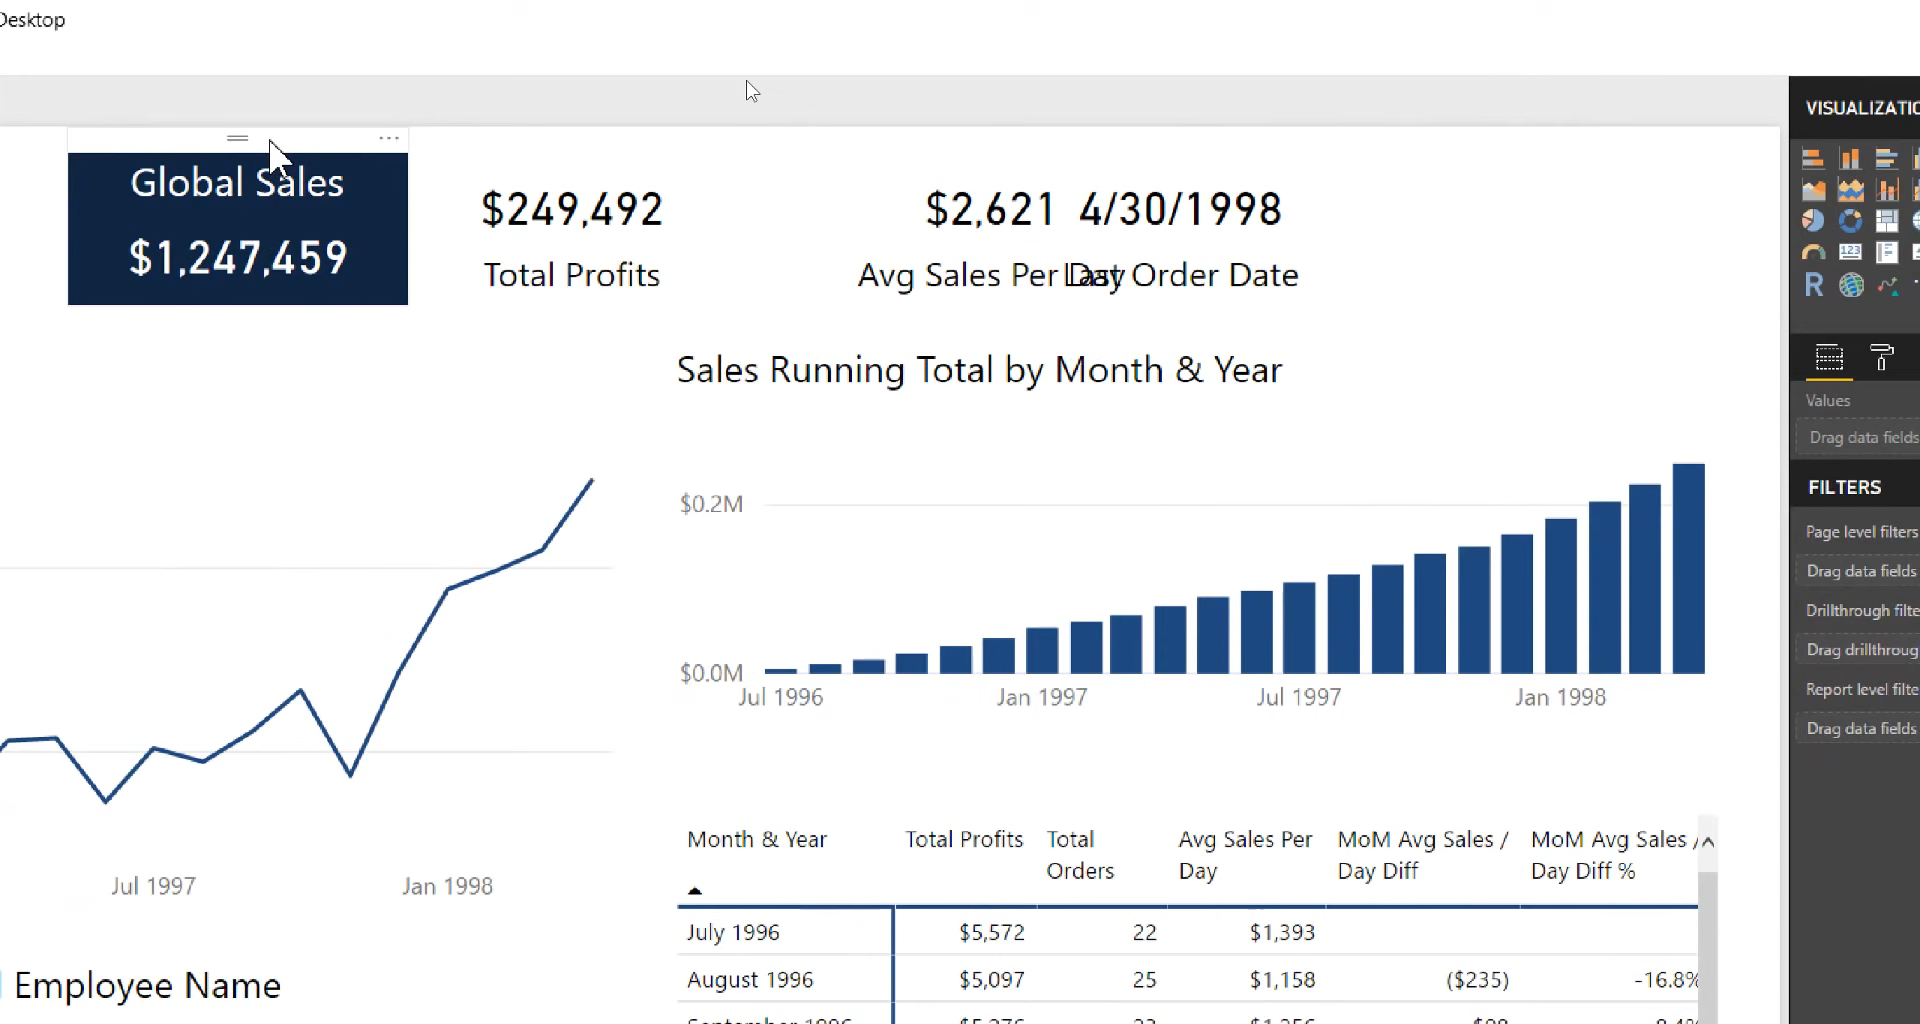 Desktop
VISUALIZATIO
Global Sales
$1,247,459
$249,492
Total Profits
$2,621
Avg Sales Per Day
4/30/1998
Last Order Date
Sales Running Total by Month & Year
$0.2M
$0.0M
Jul 1996
Jan 1997
Jul 1997
Jan 1998
Jul 1997
Jan 1998
Employee Name
Month & Year Total Profits Total Orders Avg Sales Per Day MoM Avg Sales / Day Diff MoM Avg Sales / Day Diff %
July 1996 $5,572 22 $1,393
August 1996 $5,097 25 $1,158 ($235) -16.8%
123
R
Values
Drag data fields
FILTERS
Page level filters
Drag data fields
Drillthrough filte
Drag drillthroug
Report level filte
Drag data fields